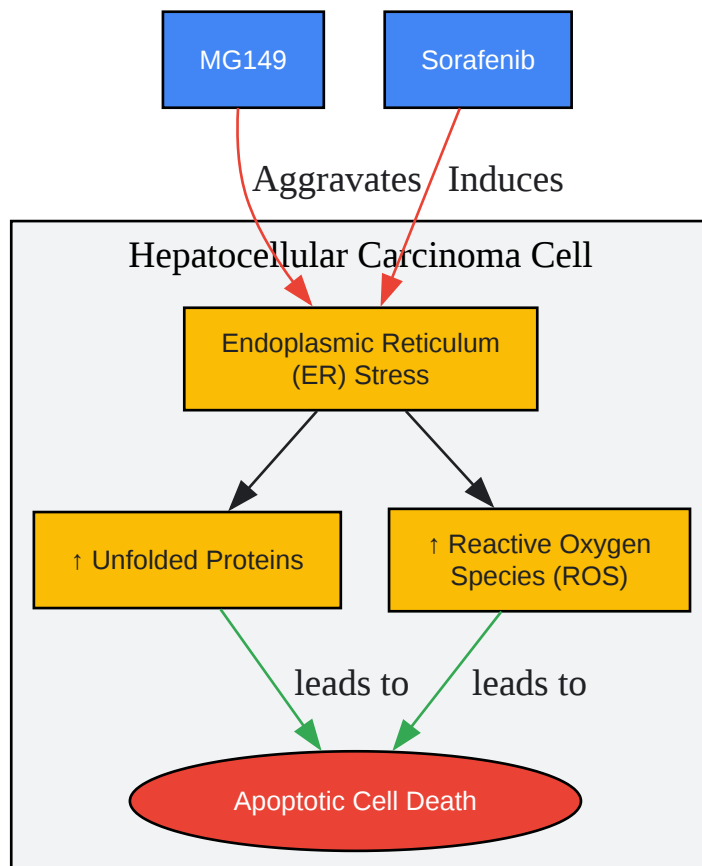 MG149
Sorafenib
Aggravates
Induces
Hepatocellular Carcinoma Cell
Endoplasmic Reticulum
(ER) Stress
↑ Unfolded Proteins
↑ Reactive Oxygen
Species (ROS)
leads to
leads to
Apoptotic Cell Death